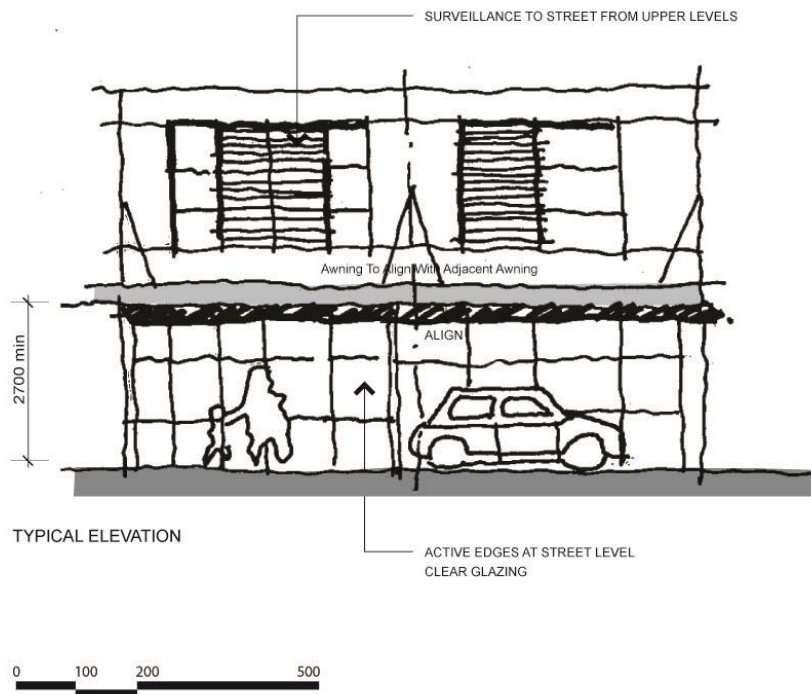 SURVEILLANCE TO STREET FROM UPPER LEVELS
Awning To Align With Adjacent Awning
ALIGN
2700 min
TYPICAL ELEVATION
ACTIVE EDGES AT STREET LEVEL
CLEAR GLAZING
0 100 200 500